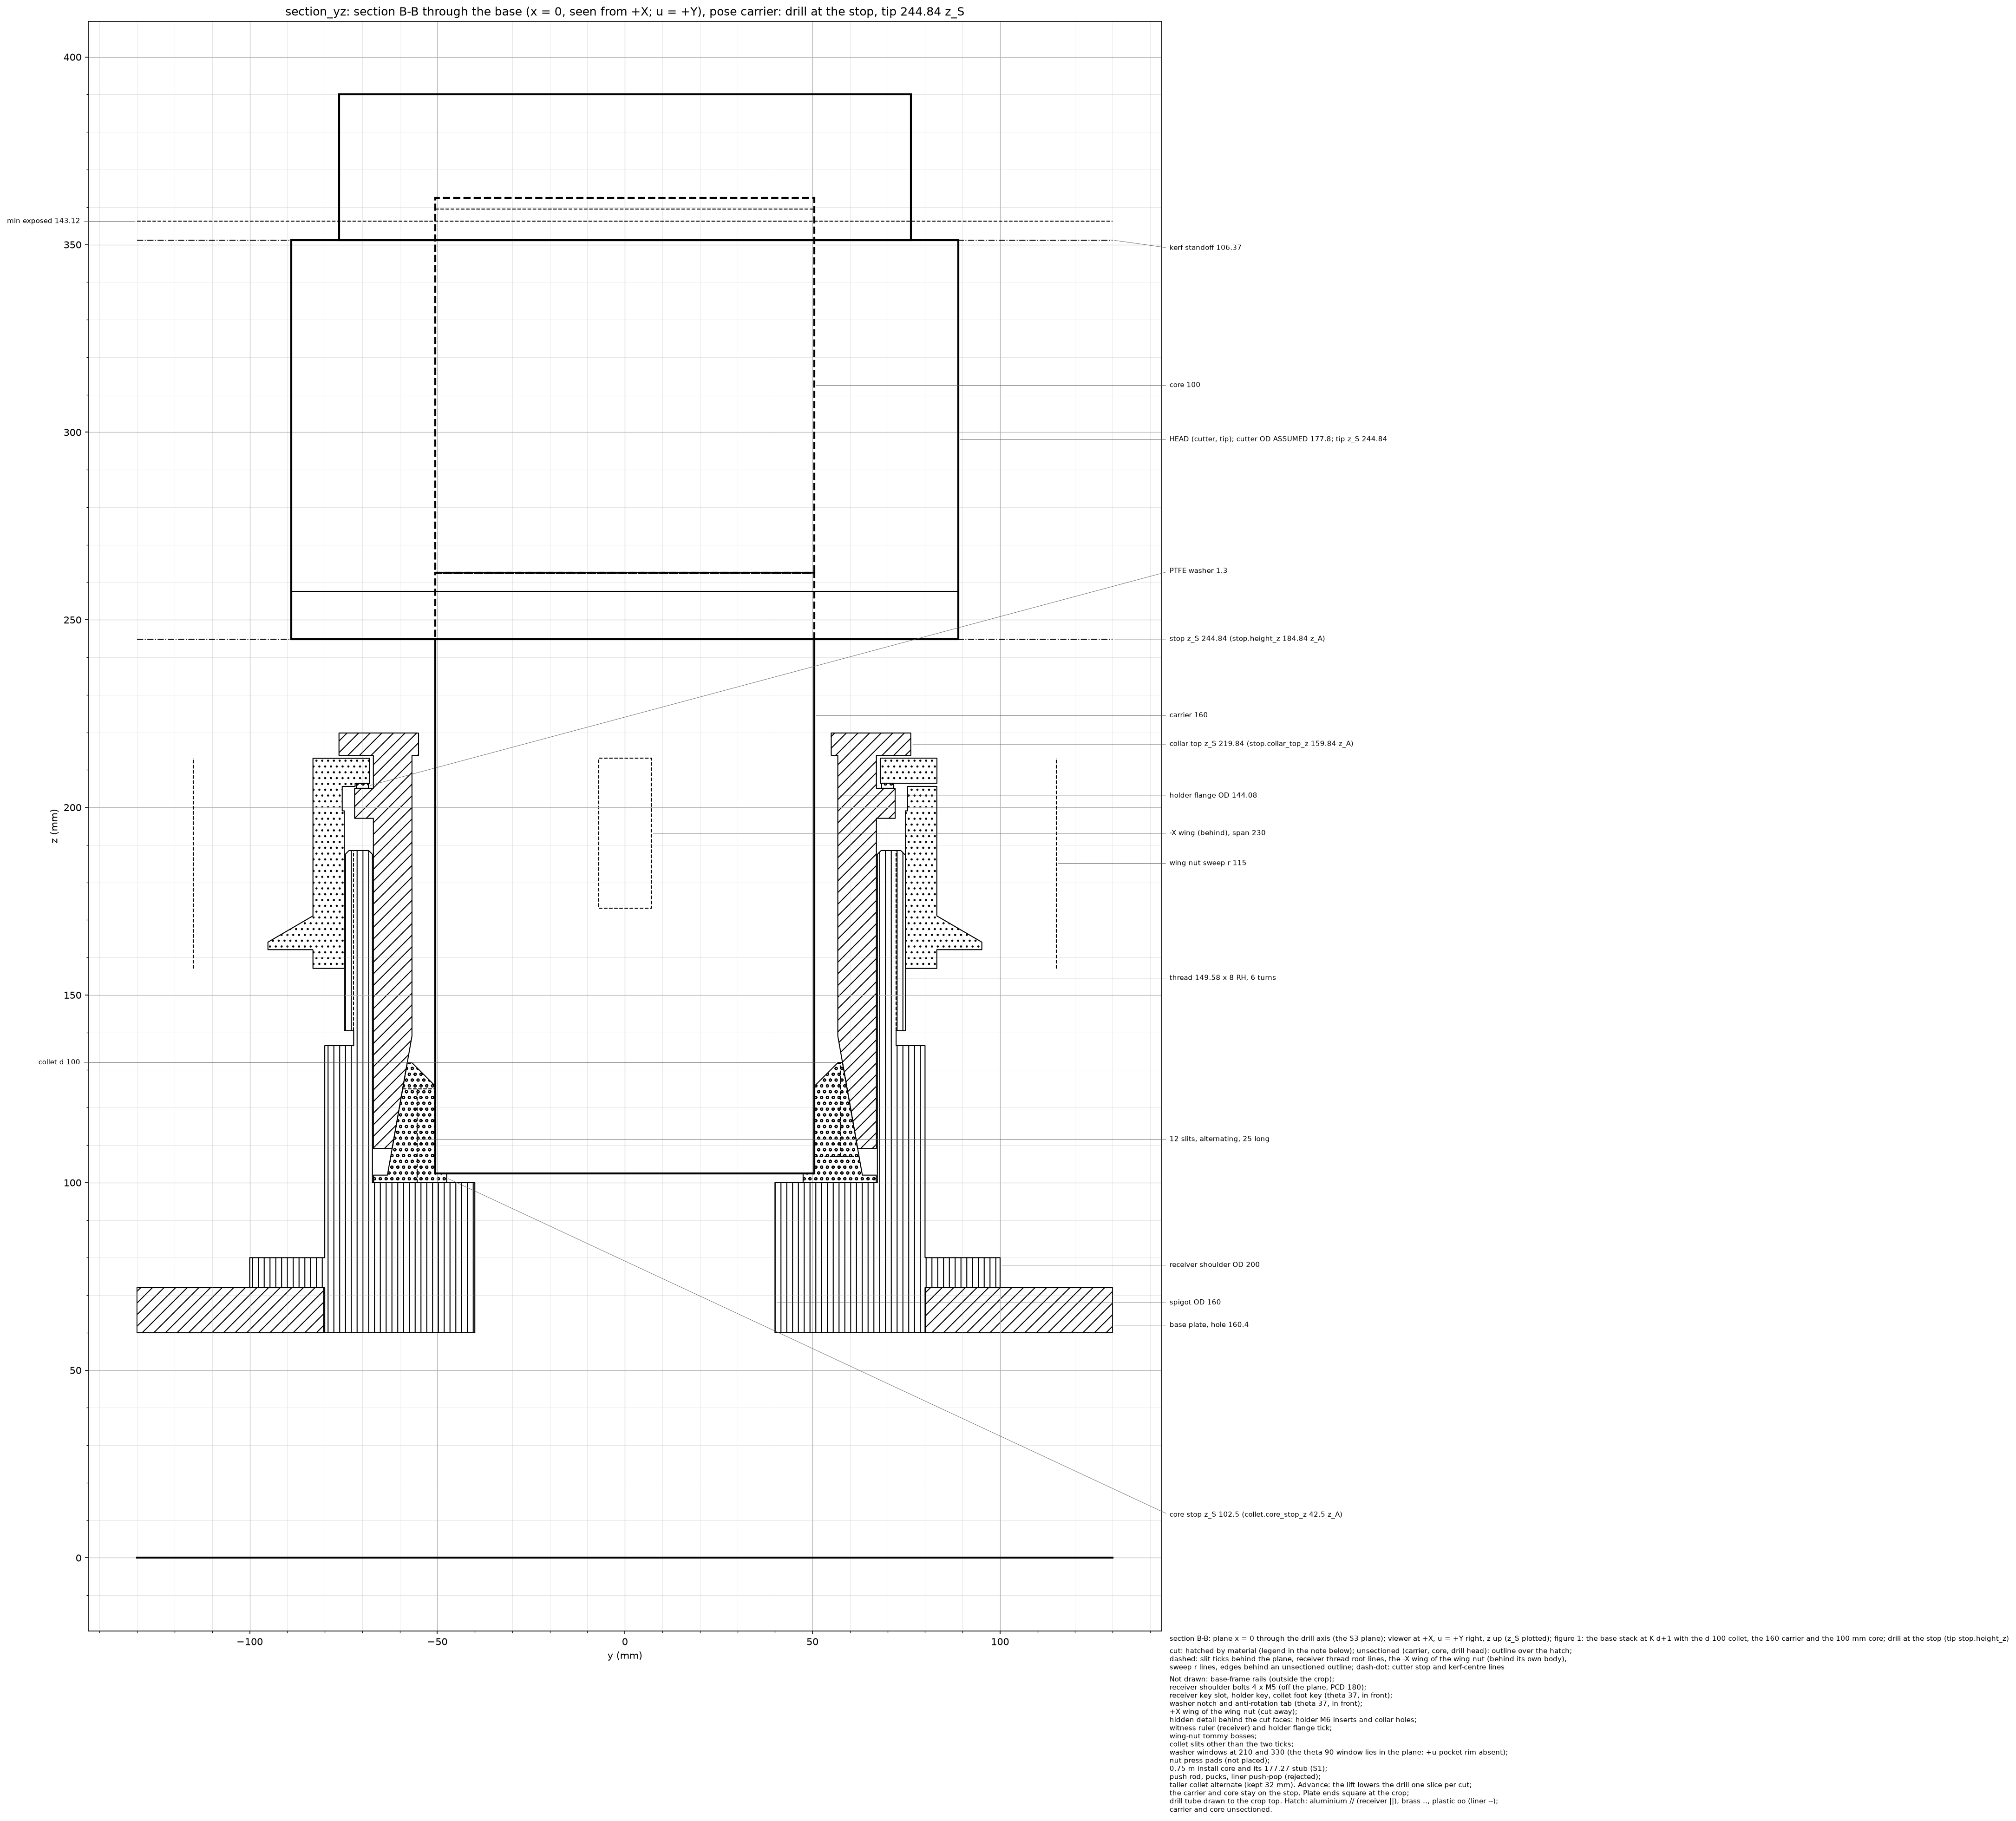 section_yz: section B-B through the base (x = 0, seen from +X; u = +Y), pose carrier: drill at the stop, tip 244.84 z_S
400
min exposed 143.12
kerf standoff 106.37
350
core 100
300
HEAD (cutter, tip); cutter OD ASSUMED 177.8; tip z_S 244.84
PTFE washer 1.3
250
stop z_S 244.84 (stop.height_z 184.84 z_A)
carrier 160
collar top z_S 219.84 (stop.collar_top_z 159.84 z_A)
holder flange OD 144.08
200
z (mm)
-X wing (behind), span 230
wing nut sweep r 115
thread 149.58 x 8 RH, 6 turns
150
collet d 100
12 slits, alternating, 25 long
100
receiver shoulder OD 200
spigot OD 160
base plate, hole 160.4
50
core stop z_S 102.5 (collet.core_stop_z 42.5 z_A)
0
−100 −50 0 50 100
y (mm)
section B-B: plane x = 0 through the drill axis (the S3 plane); viewer at +X, u = +Y right, z up (z_S plotted); figure 1: the base stack at K d+1 with the d 100 collet, the 160 carrier and the 100 mm core; drill at the stop (tip stop.height_z)
cut: hatched by material (legend in the note below); unsectioned (carrier, core, drill head): outline over the hatch;
dashed: slit ticks behind the plane, receiver thread root lines, the -X wing of the wing nut (behind its own body),
sweep r lines, edges behind an unsectioned outline; dash-dot: cutter stop and kerf-centre lines
Not drawn: base-frame rails (outside the crop);
receiver shoulder bolts 4 x M5 (off the plane, PCD 180);
receiver key slot, holder key, collet foot key (theta 37, in front);
washer notch and anti-rotation tab (theta 37, in front);
+X wing of the wing nut (cut away);
hidden detail behind the cut faces: holder M6 inserts and collar holes;
witness ruler (receiver) and holder flange tick;
wing-nut tommy bosses;
collet slits other than the two ticks;
washer windows at 210 and 330 (the theta 90 window lies in the plane: +u pocket rim absent);
nut press pads (not placed);
0.75 m install core and its 177.27 stub (S1);
push rod, pucks, liner push-pop (rejected);
taller collet alternate (kept 32 mm). Advance: the lift lowers the drill one slice per cut;
the carrier and core stay on the stop. Plate ends square at the crop;
drill tube drawn to the crop top. Hatch: aluminium // (receiver ||), brass .., plastic oo (liner --);
carrier and core unsectioned.